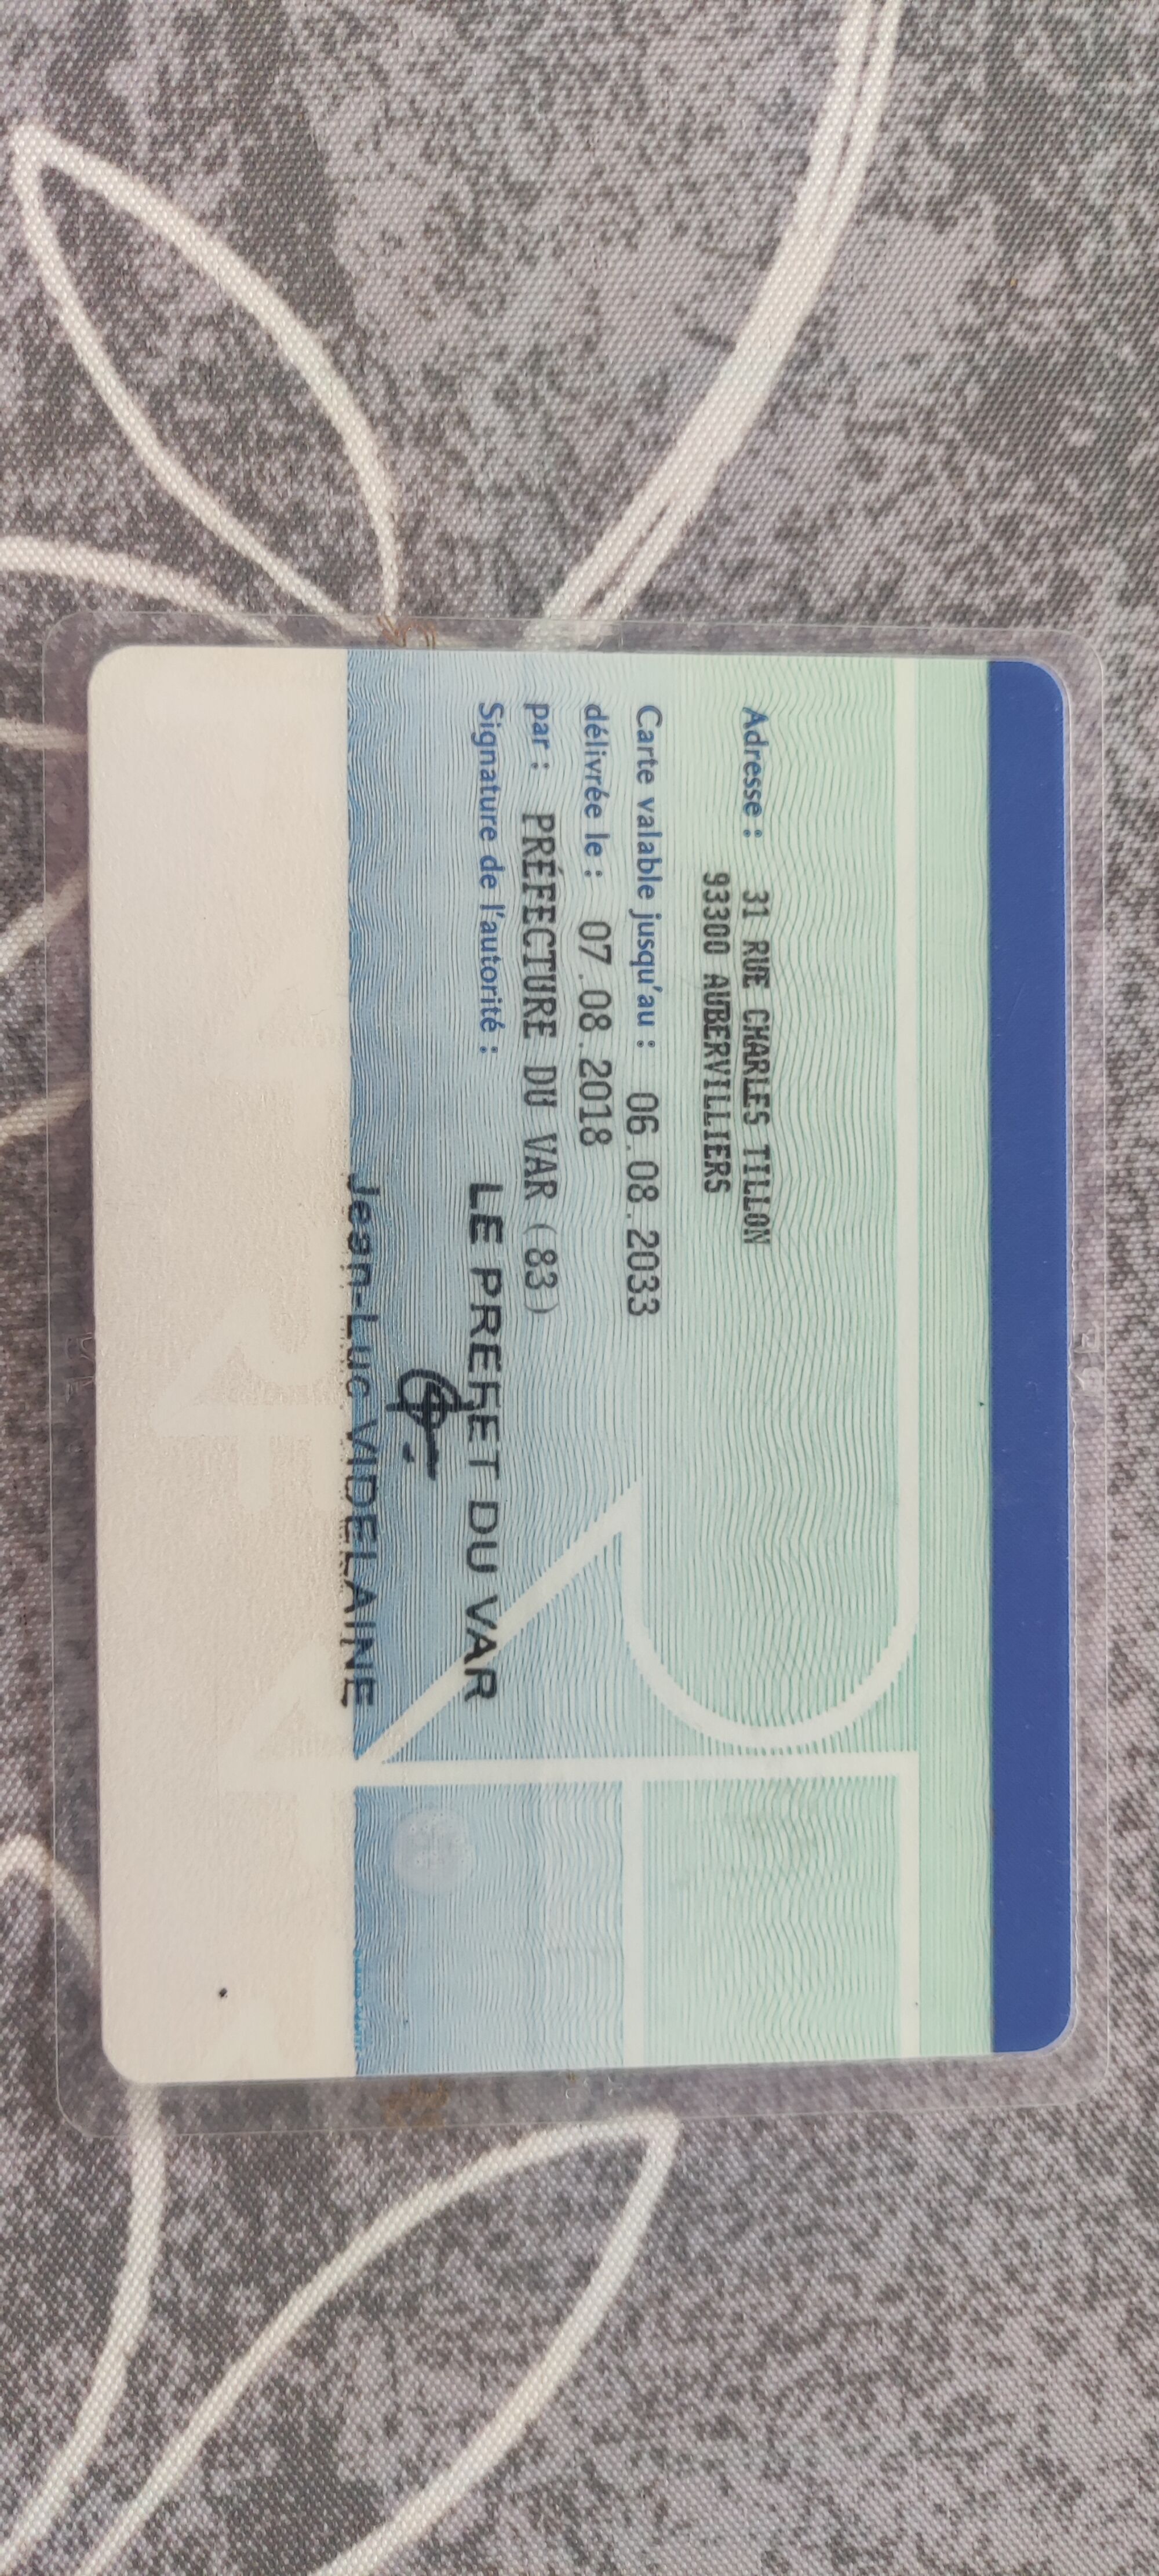 Adresse : 31 RUE CHARLES TILLON
93300 AUBERVILLIERS
Carte valable jusqu'au : 06.08.2033
délivrée le : 07.08.2018
par : PRÉFECTURE DU VAR (83)
Signature de l'autorité :
LE PREFET DU VAR
Jean-Luc VIDELAINE